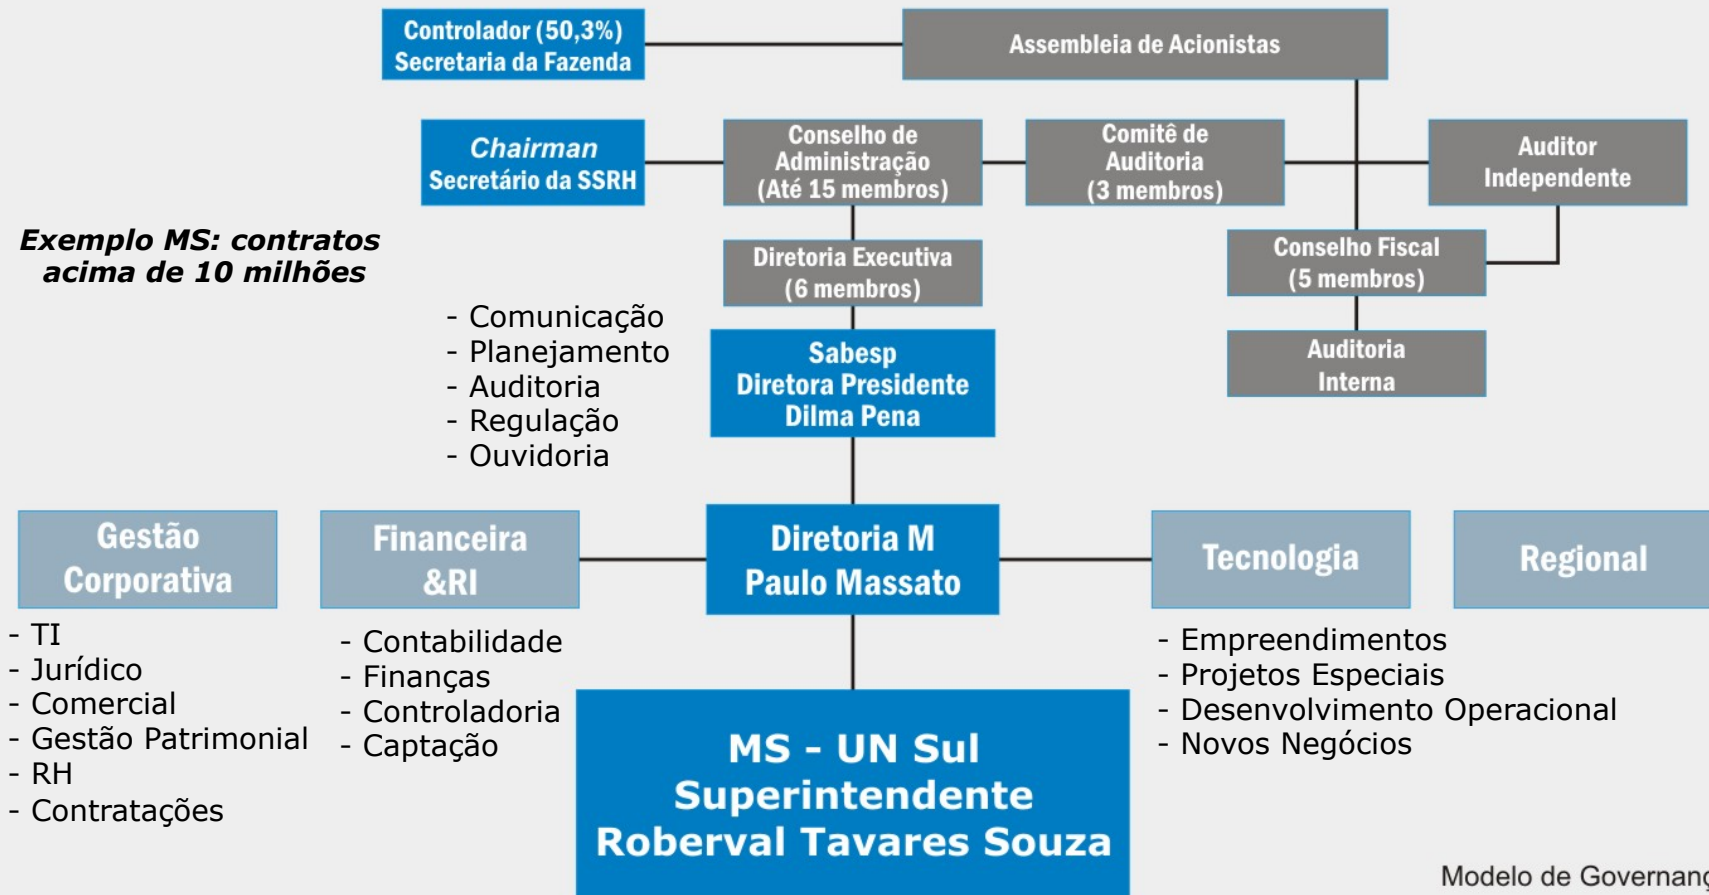 Controlador (50,3%)
Secretaria da Fazenda
Assembleia de Acionistas
Chairman
Secretário da SSRH
Conselho de
Administração
(Até 15 membros)
Comitê de
Auditoria
(3 membros)
Auditor
Independente
Exemplo MS: contratos
acima de 10 milhões
Diretoria Executiva
(6 membros)
Conselho Fiscal
(5 membros)
- Comunicação
- Planejamento
- Auditoria
- Regulação
- Ouvidoria
Sabesp
Diretora Presidente
Dilma Pena
Auditoria
Interna
Gestão
Corporativa
Financeira
&RI
Diretoria M
Paulo Massato
Tecnologia
Regional
- TI
- Jurídico
- Comercial
- Gestão Patrimonial
- RH
- Contratações
- Contabilidade
- Finanças
- Controladoria
- Captação
- Empreendimentos
- Projetos Especiais
- Desenvolvimento Operacional
- Novos Negócios
MS - UN Sul
Superintendente
Roberval Tavares Souza
Modelo de Governanç